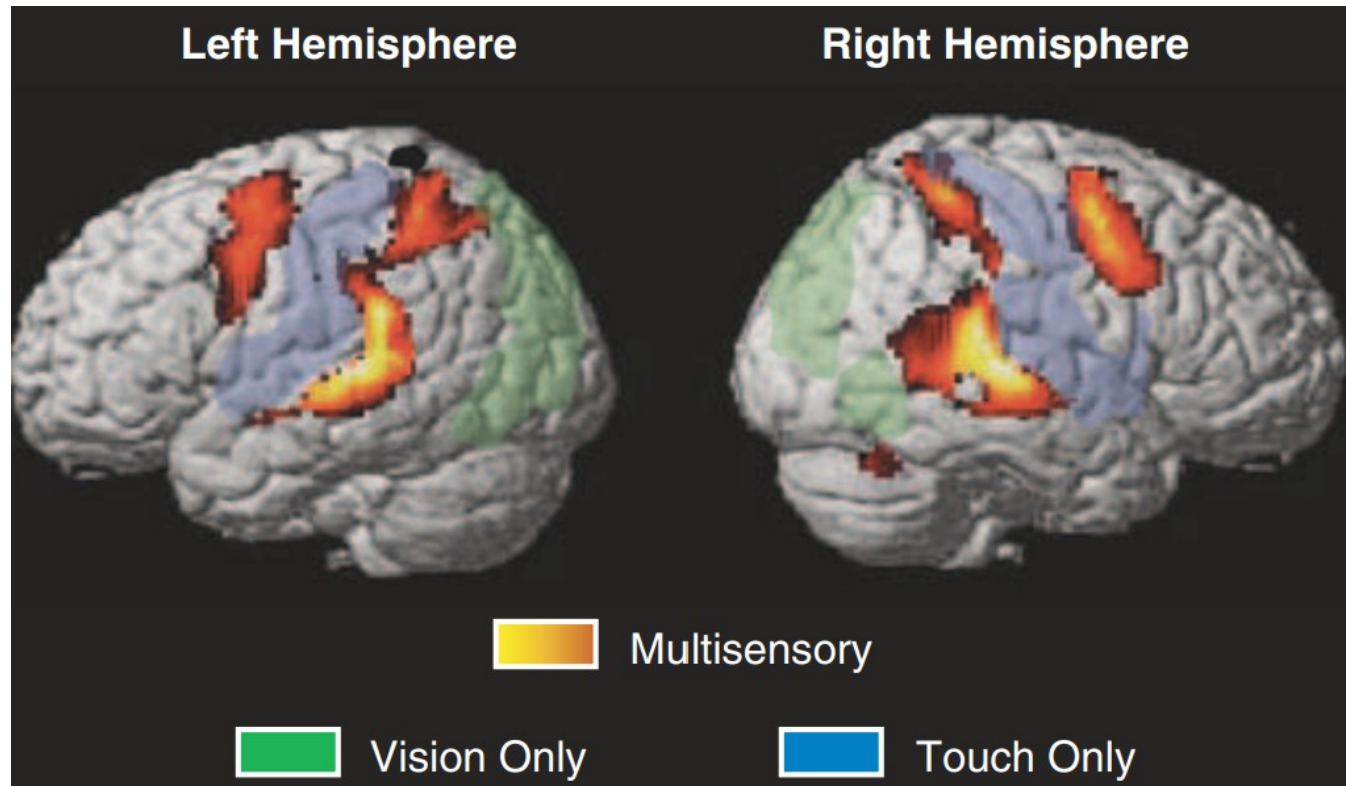 Left Hemisphere
Right Hemisphere
Multisensory
Vision Only
Touch Only